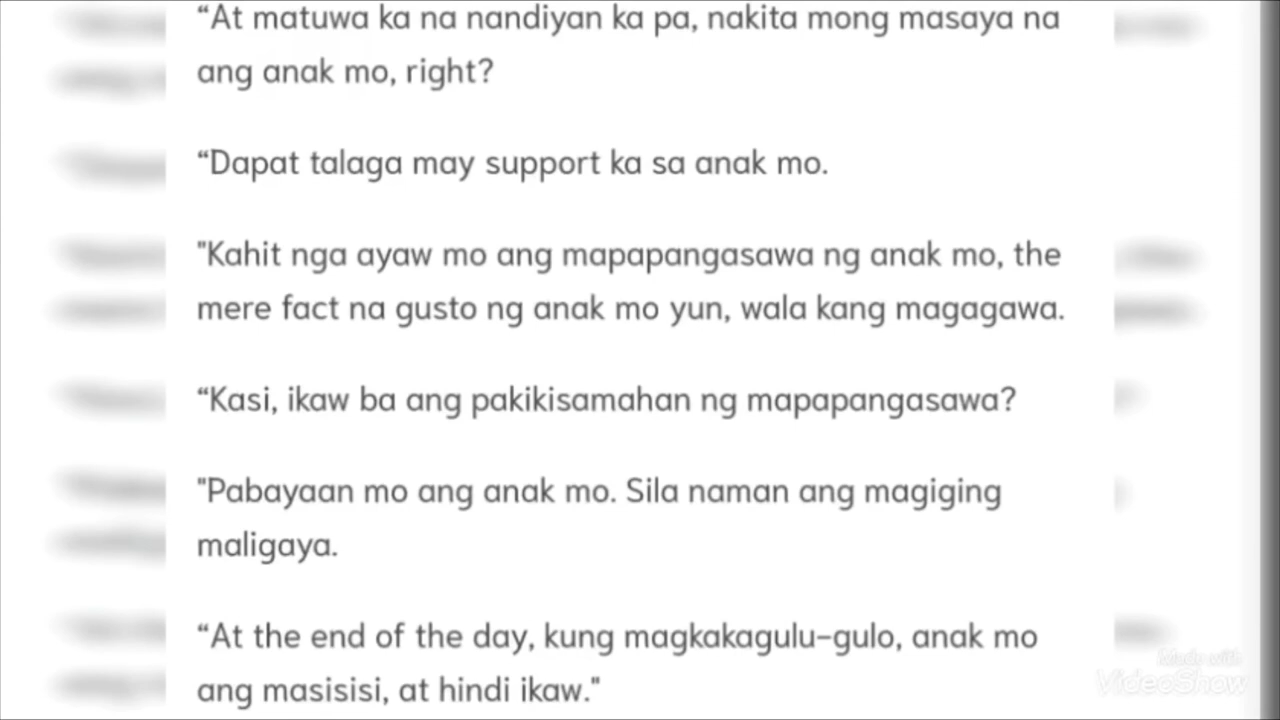 “At matuwa ka na nandiyan ka pa, nakita mong masaya na
ang anak mo, right?
“Dapat talaga may support ka sa anak mo.
"Kahit nga ayaw mo ang mapapangasawa ng anak mo, the
mere fact na gusto ng anak mo yun, wala kang magagawa.
“Kasi, ikaw ba ang pakikisamahan ng mapapangasawa?
"Pabayaan mo ang anak mo. Sila naman ang magiging
maligaya.
“At the end of the day, kung magkakagulu-gulo, anak mo
ang masisisi, at hindi ikaw."
Made with
VideoShow